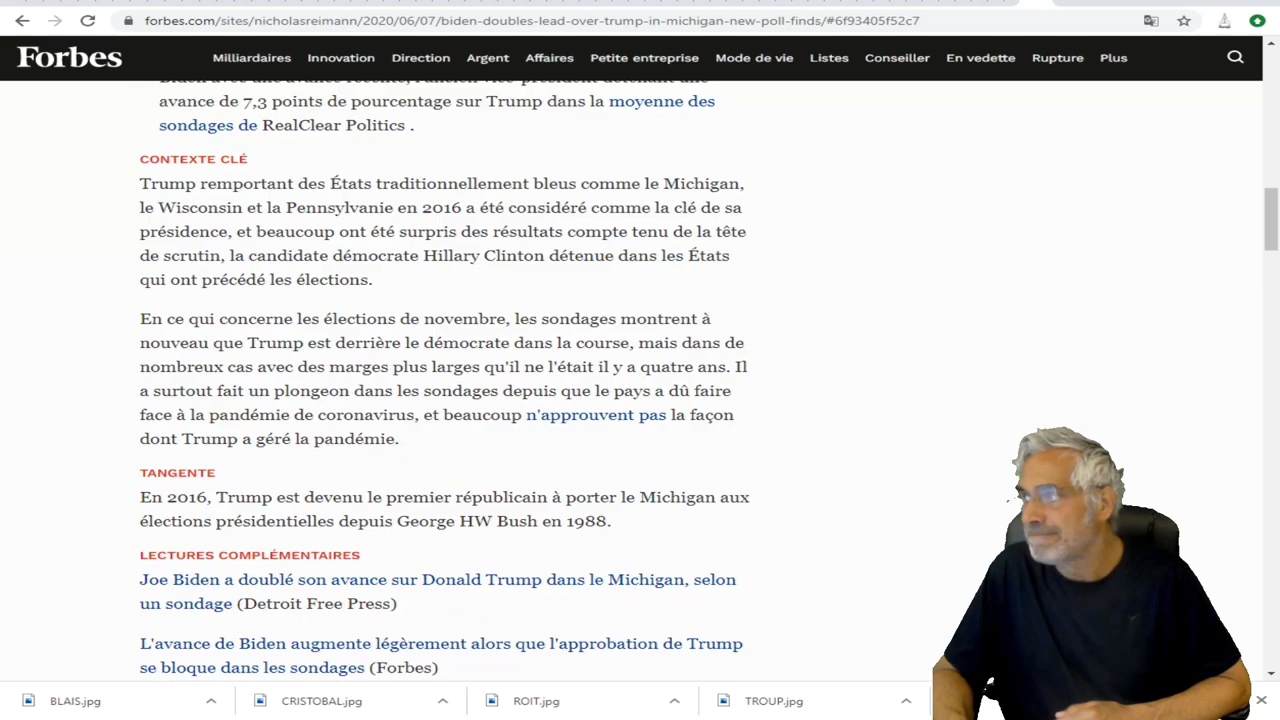 forbes.com/sites/nicholasreimann/2020/06/07/biden-doubles-lead-over-trump-in-michigan-new-poll-finds/#6f93405f52c7
Forbes
Milliardaires Innovation Direction Argent Affaires Petite entreprise Mode de vie Listes Conseiller En vedette Rupture Plus
avance de 7,3 points de pourcentage sur Trump dans la moyenne des
sondages de RealClear Politics .
CONTEXTE CLÉ
Trump remportant des États traditionnellement bleus comme le Michigan,
le Wisconsin et la Pennsylvanie en 2016 a été considéré comme la clé de sa
présidence, et beaucoup ont été surpris des résultats compte tenu de la tête
de scrutin, la candidate démocrate Hillary Clinton détenue dans les États
qui ont précédé les élections.
En ce qui concerne les élections de novembre, les sondages montrent à
nouveau que Trump est derrière le démocrate dans la course, mais dans de
nombreux cas avec des marges plus larges qu'il ne l'était il y a quatre ans. Il
a surtout fait un plongeon dans les sondages depuis que le pays a dû faire
face à la pandémie de coronavirus, et beaucoup n'approuvent pas la façon
dont Trump a géré la pandémie.
TANGENTE
En 2016, Trump est devenu le premier républicain à porter le Michigan aux
élections présidentielles depuis George HW Bush en 1988.
LECTURES COMPLÉMENTAIRES
Joe Biden a doublé son avance sur Donald Trump dans le Michigan, selon
un sondage (Detroit Free Press)
L'avance de Biden augmente légèrement alors que l'approbation de Trump
se bloque dans les sondages (Forbes)
BLAIS.jpg CRISTOBAL.jpg ROIT.jpg TROUP.jpg